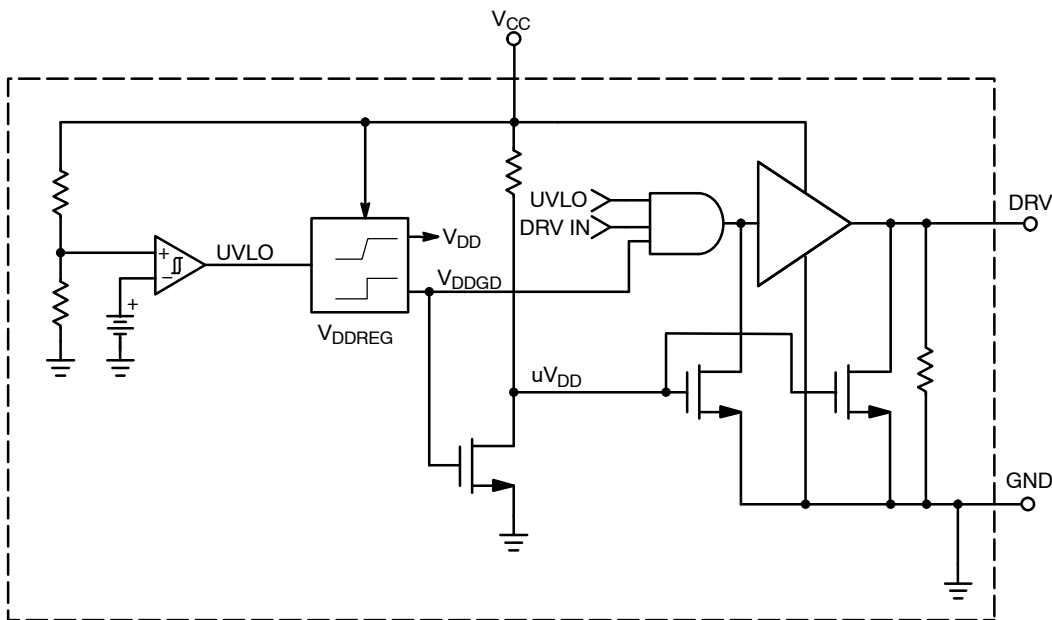 VCC
UVLO
DRV IN
DRV
UVLO
VDD
VDDGD
VDDREG
+
−
+
uVDD
GND